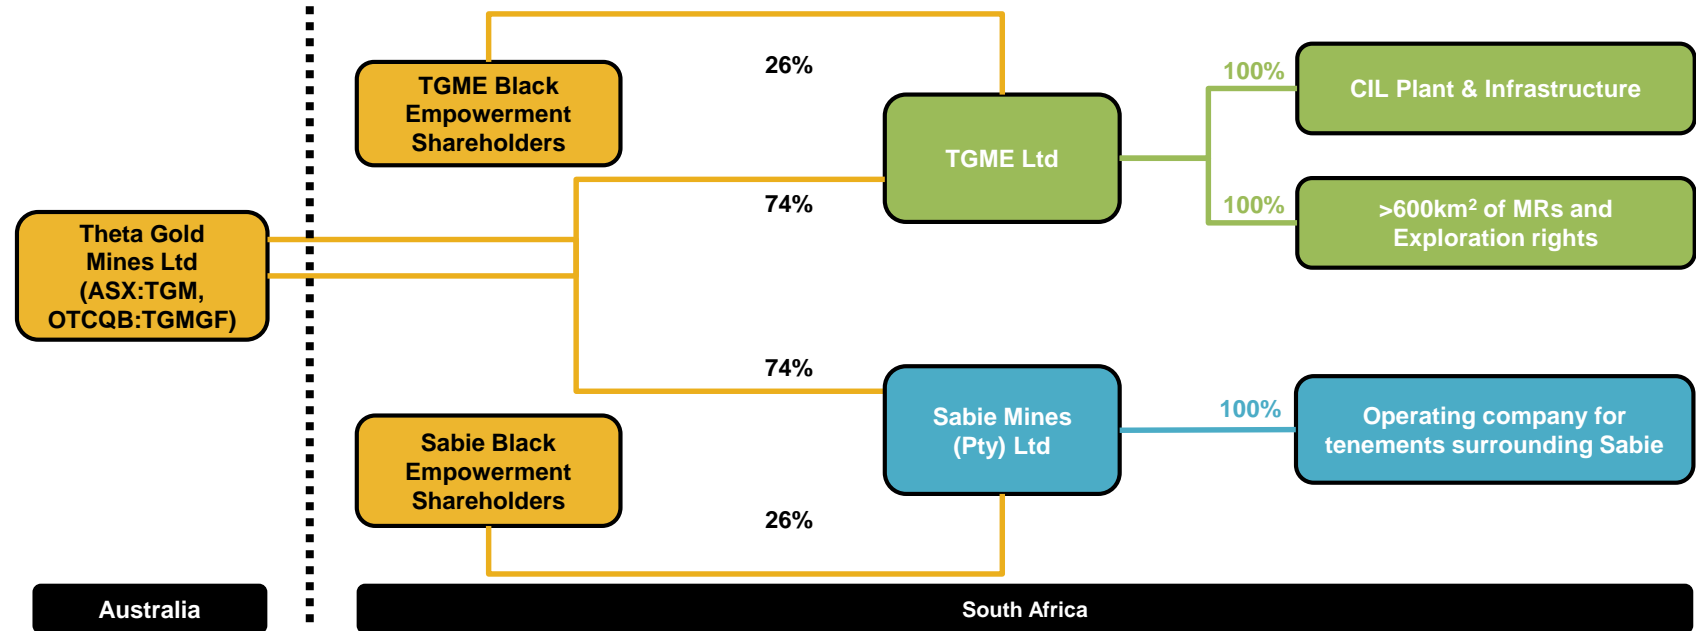 26%
TGME Black
Empowerment
Shareholders
100%
CIL Plant & Infrastructure
TGME Ltd
74%
100%
>600km² of MRs and
Exploration rights
Theta Gold
Mines Ltd
(ASX:TGM,
OTCQB:TGMGF)
74%
Sabie Mines
(Pty) Ltd
100%
Operating company for
tenements surrounding Sabie
Sabie Black
Empowerment
Shareholders
26%
Australia
South Africa